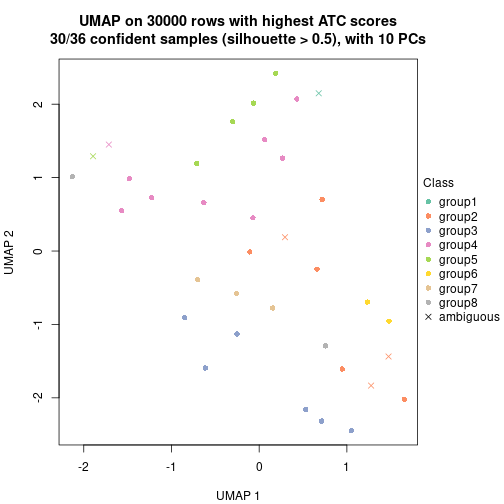 UMAP on 30000 rows with highest ATC scores
30/36 confident samples (silhouette > 0.5), with 10 PCs
Class
group1
group2
group3
group4
group5
group6
group7
group8
ambiguous
UMAP 2
2
1
0
-1
-2
-2
-1
0
1
UMAP 1